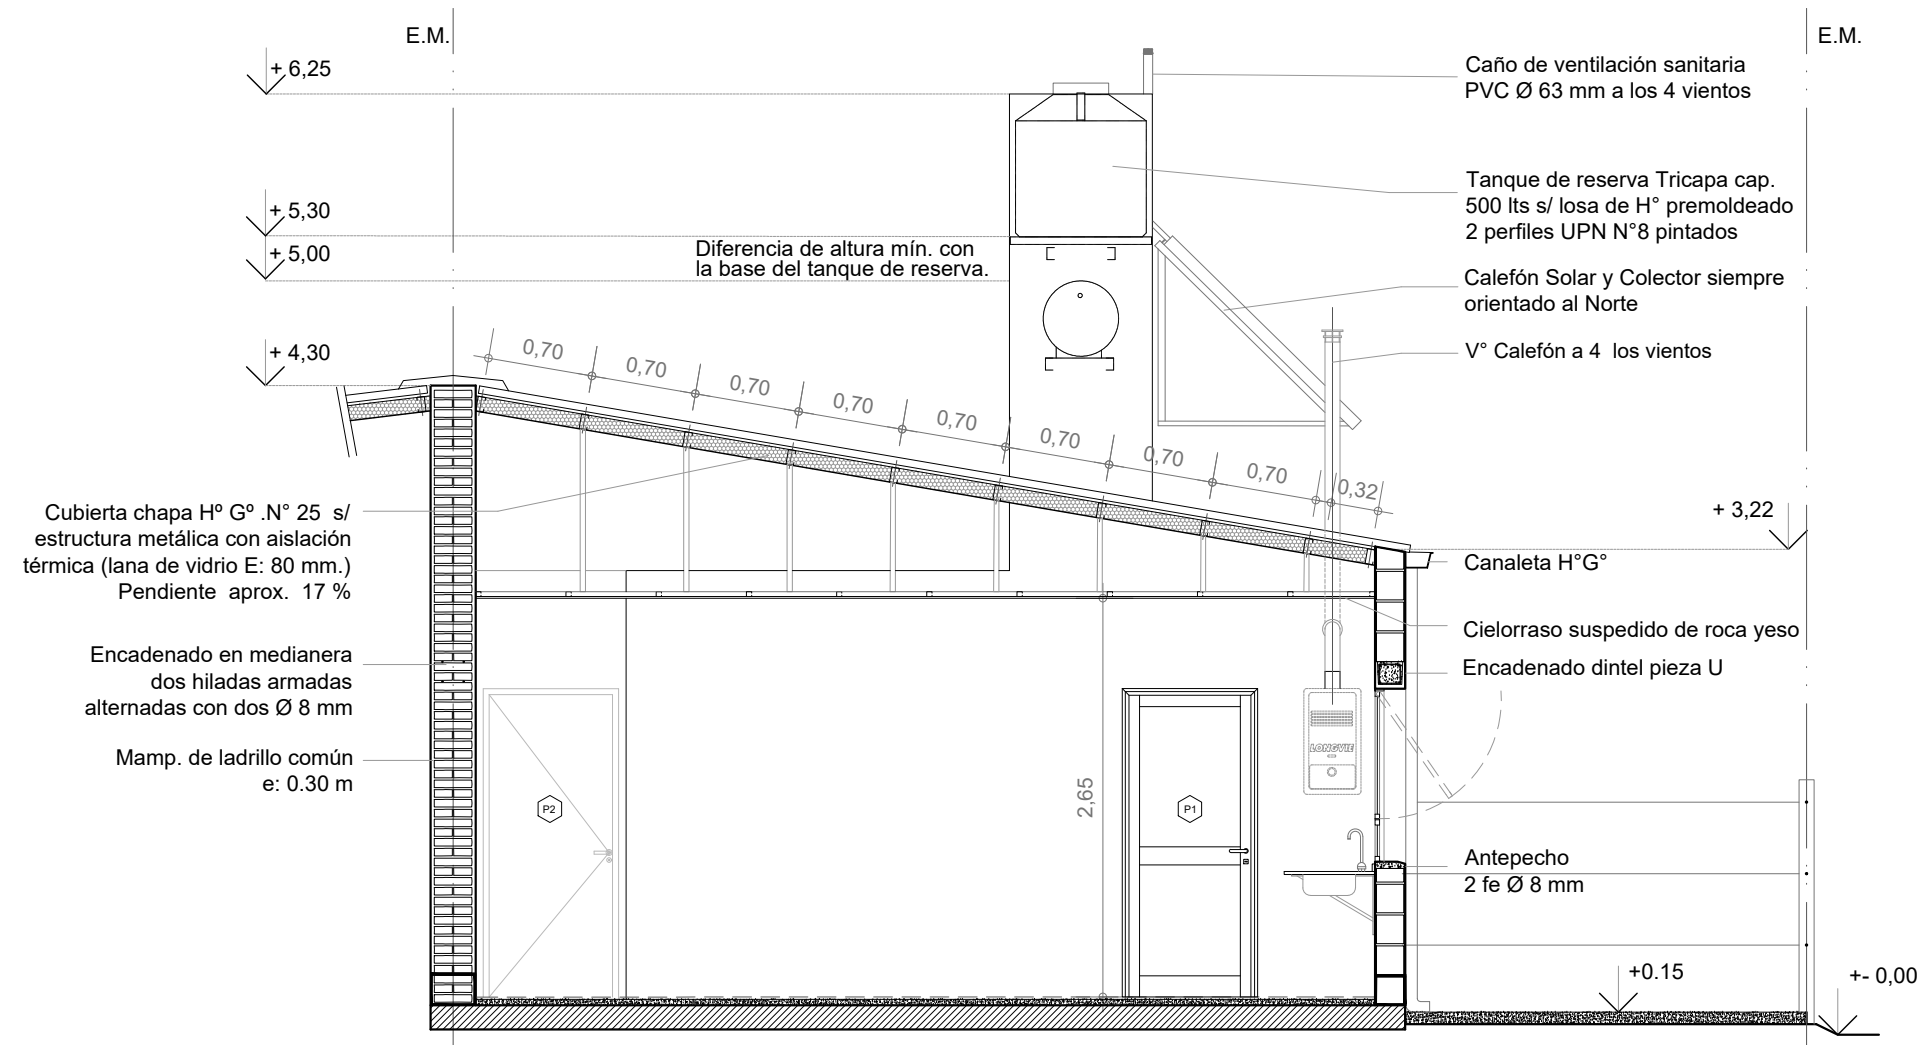 E.M.
E.M.
+ 6,25
Caño de ventilación sanitaria
PVC Ø 63 mm a los 4 vientos
Tanque de reserva Tricapa cap.
500 lts s/ losa de H° premoldeado
2 perfiles UPN N°8 pintados
+ 5,30
+ 5,00
Diferencia de altura mín. con
la base del tanque de reserva.
Calefón Solar y Colector siempre
orientado al Norte
+ 4,30
V° Calefón a 4  los vientos
0,70
0,70
0,70
0,70
0,70
0,70
0,70
0,70
0,32
+ 3,22
Cubierta chapa Hº Gº .N° 25  s/
estructura metálica con aislación
térmica (lana de vidrio E: 80 mm.)
Pendiente  aprox.  17 %
Canaleta H°G°
Cielorraso suspedido de roca yeso
Encadenado dintel pieza U
Encadenado en medianera
dos hiladas armadas
alternadas con dos Ø 8 mm
Mamp. de ladrillo común
e: 0.30 m
LONGVIE
P2
2,65
P1
Antepecho
2 fe Ø 8 mm
+0.15
+- 0,00